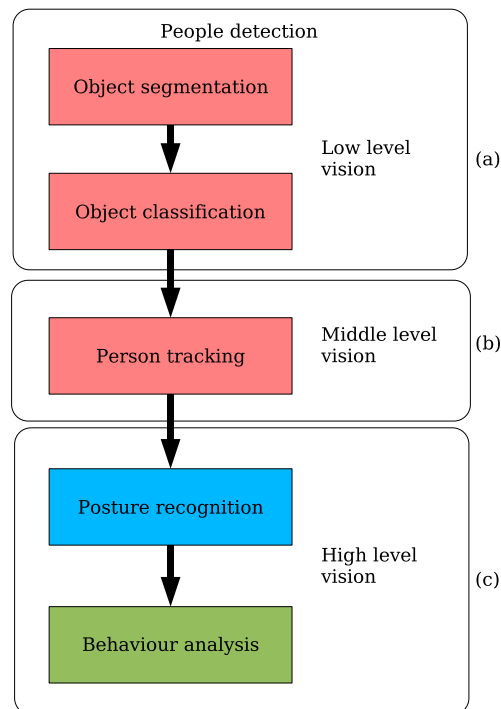 People detection
Object segmentation
Low level
vision
(a)
Object classification
Person tracking
Middle level
vision
(b)
Posture recognition
High level
vision
(c)
Behaviour analysis